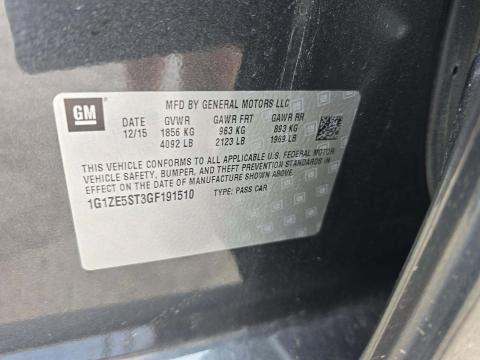 GM
MFD BY GENERAL MOTORS LLC
DATE GVWR GAWR FRT GAWR RR
12/15 1856 KG 963 KG 893 KG
4092 LB 2123 LB 1969 LB
THIS VEHICLE CONFORMS TO ALL APPLICABLE U.S. FEDERAL MOTOR
VEHICLE SAFETY, BUMPER, AND THEFT PREVENTION STANDARDS IN
EFFECT ON THE DATE OF MANUFACTURE SHOWN ABOVE.
1G1ZE5ST3GF191510 TYPE: PASS CAR